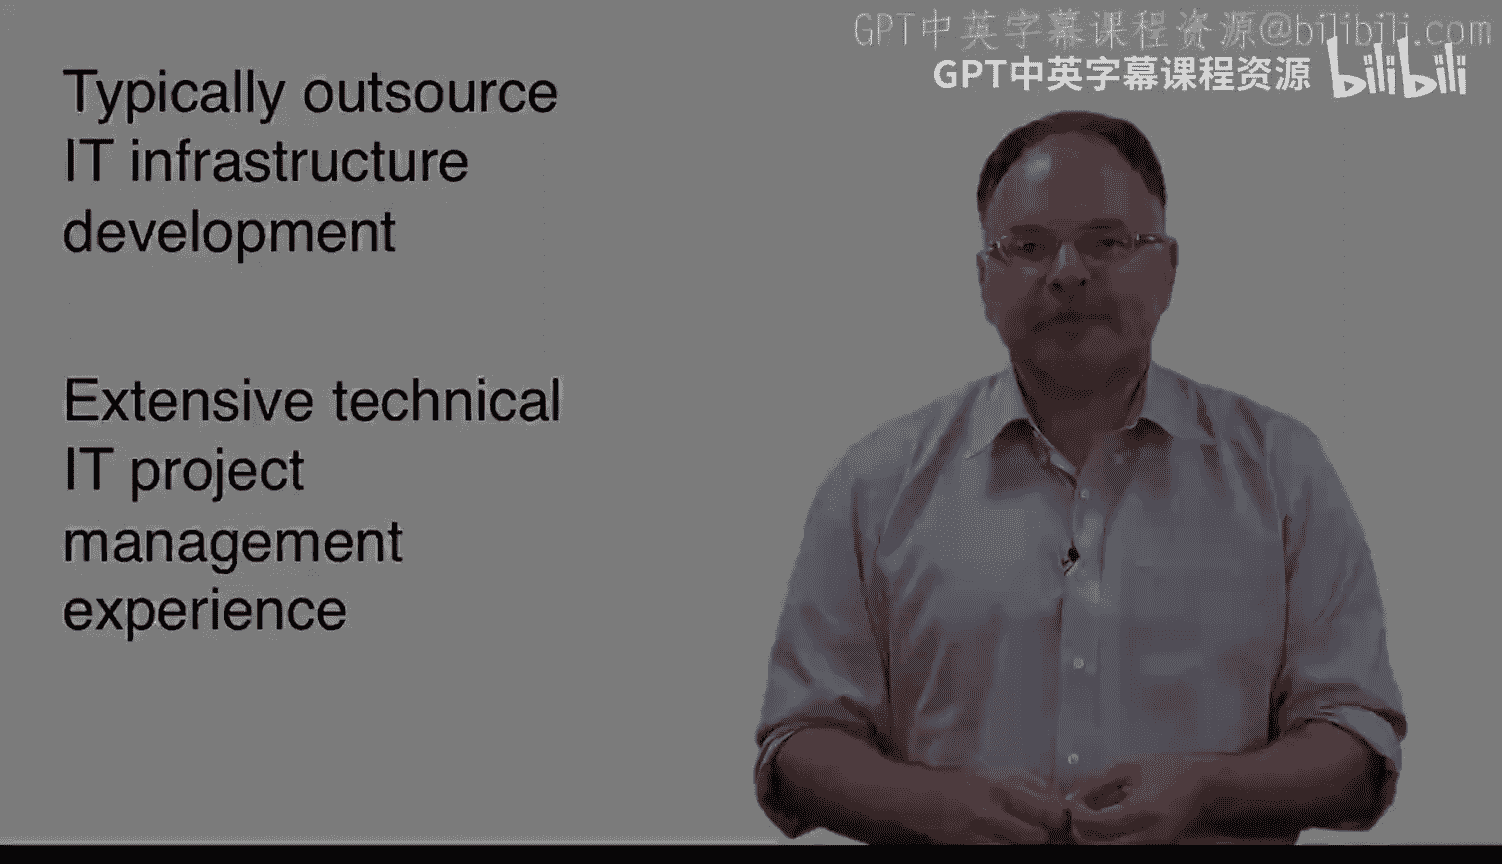 GPT中英字幕课程资源@bilibili.com
GPT中英字幕课程资源 bilibili
Typically outsource
IT infrastructure
development
Extensive technical
IT project
management
experience